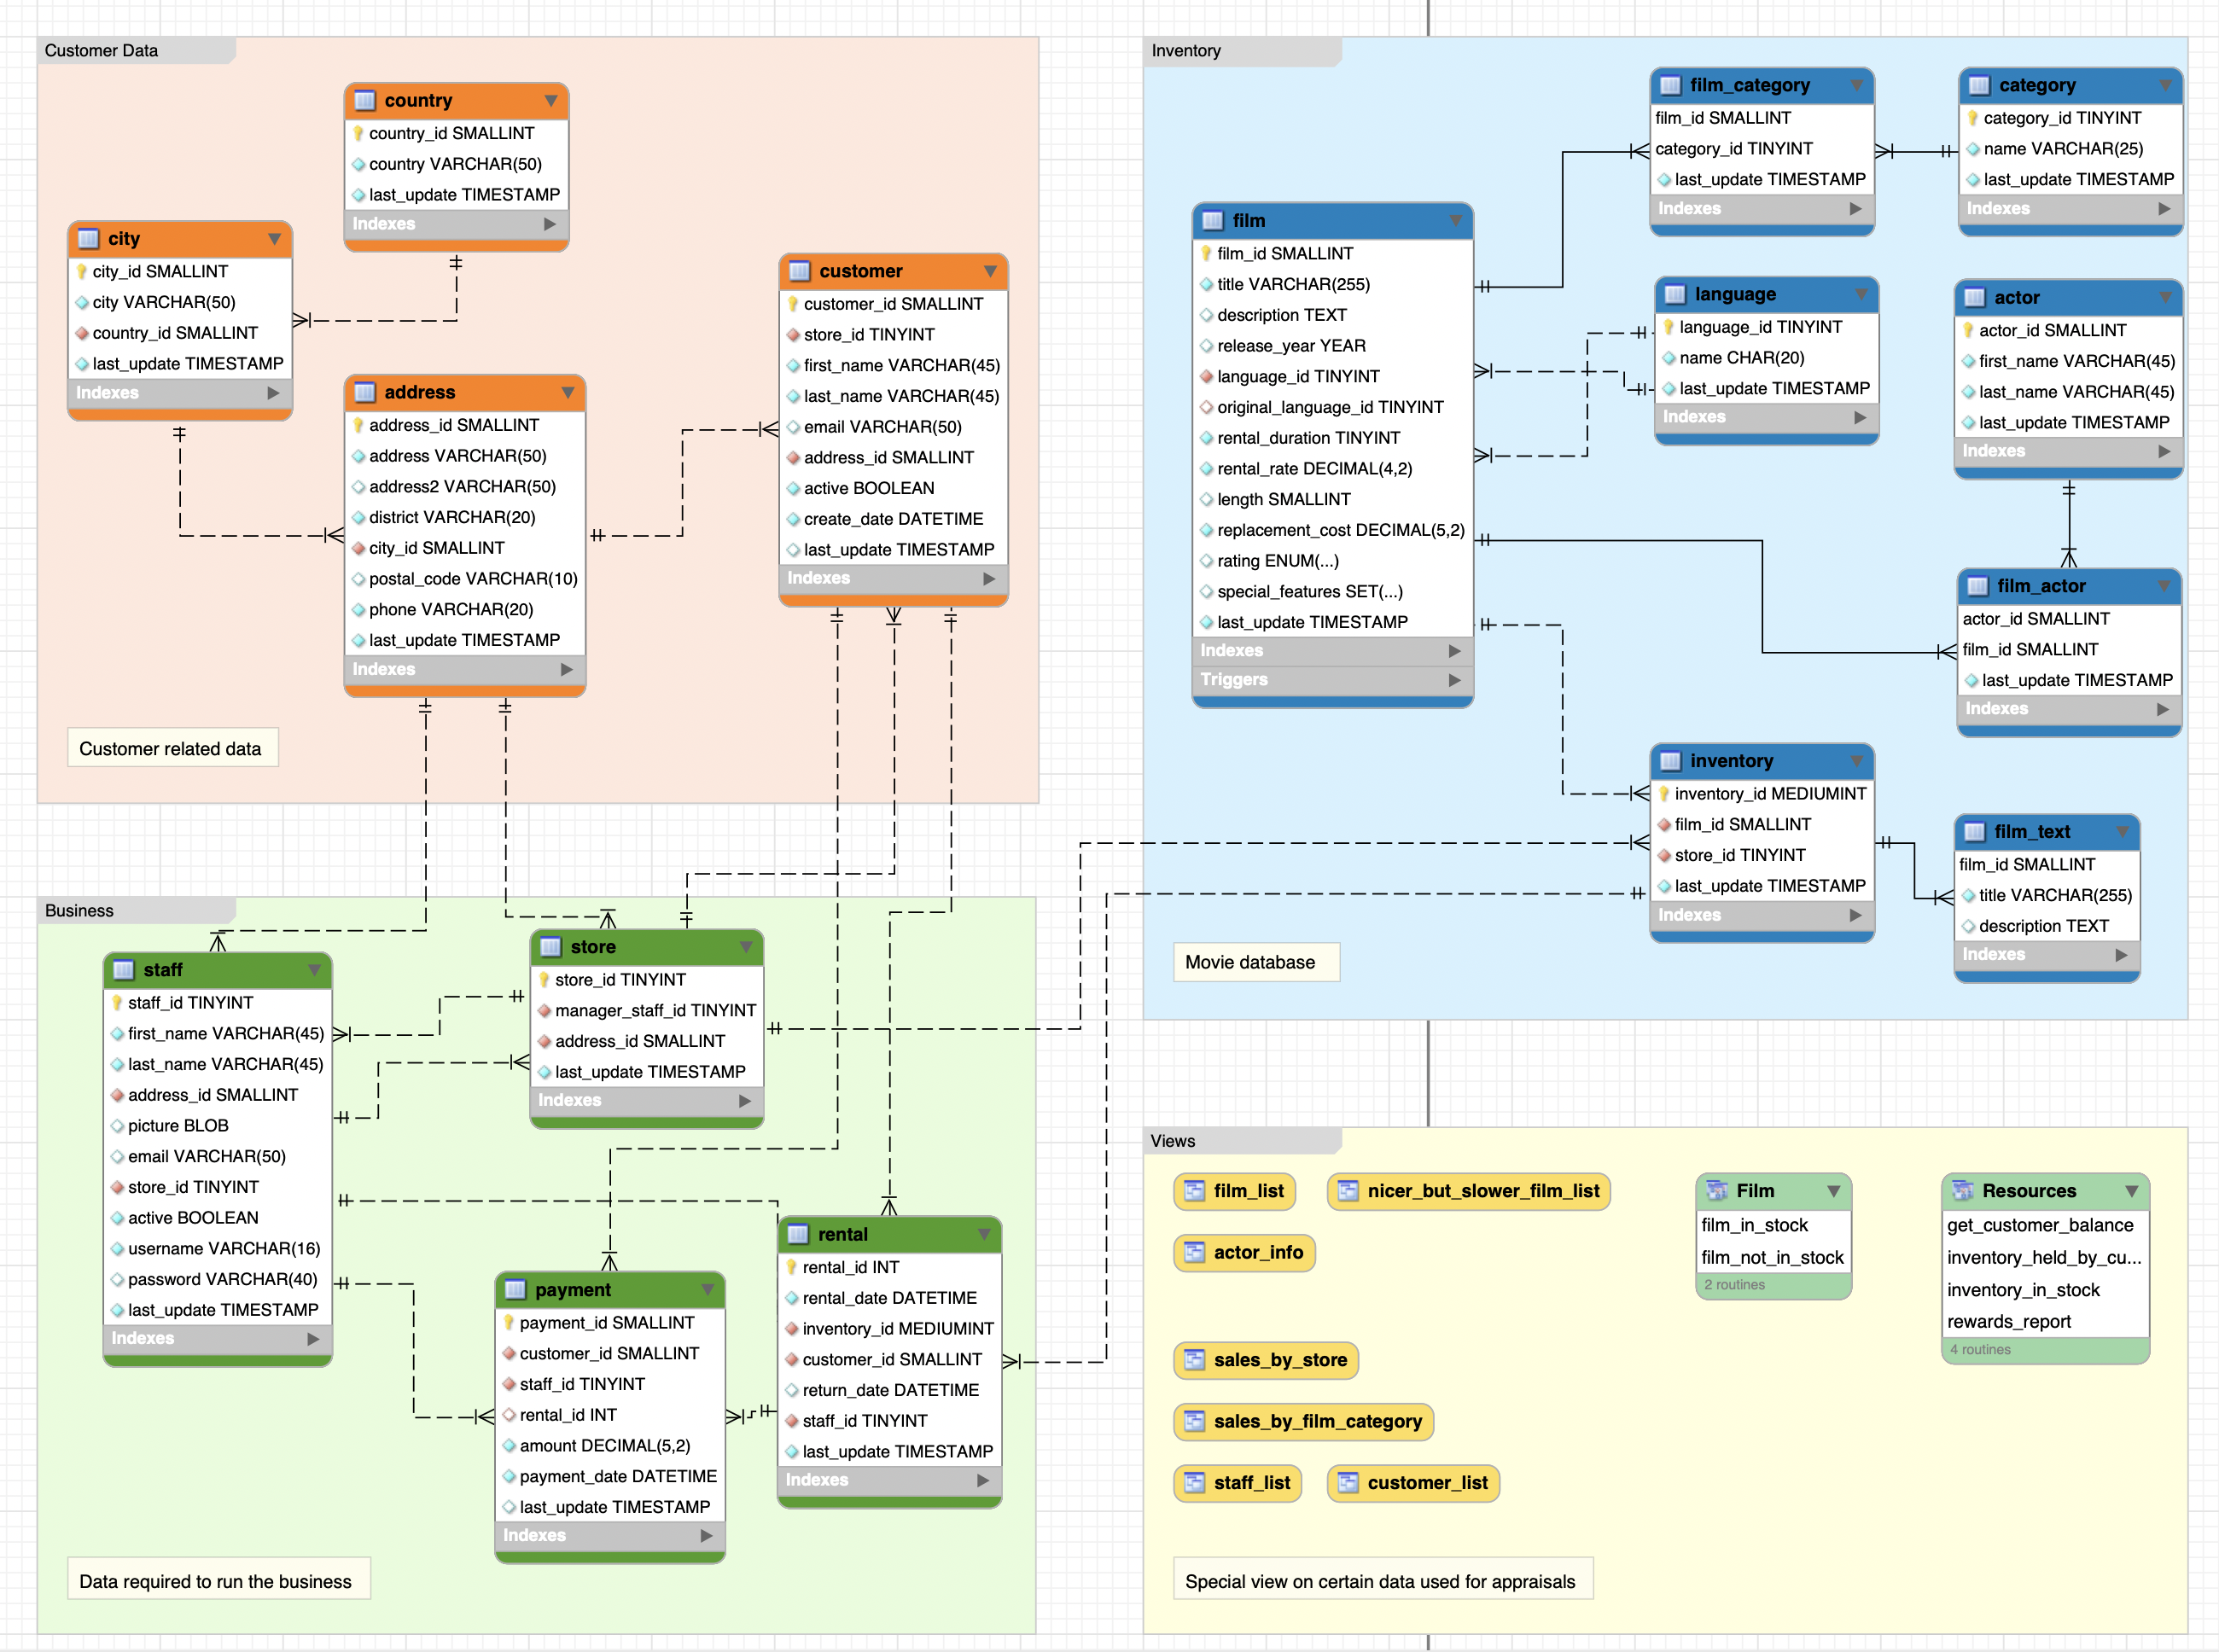 Customer Data
country
country_id SMALLINT
country VARCHAR(50)
last_update TIMESTAMP
Indexes
city
city_id SMALLINT
city VARCHAR(50)
country_id SMALLINT
last_update TIMESTAMP
Indexes
address
address_id SMALLINT
address VARCHAR(50)
address2 VARCHAR(50)
district VARCHAR(20)
city_id SMALLINT
postal_code VARCHAR(10)
phone VARCHAR(20)
last_update TIMESTAMP
Indexes
customer
customer_id SMALLINT
store_id TINYINT
first_name VARCHAR(45)
last_name VARCHAR(45)
email VARCHAR(50)
address_id SMALLINT
active BOOLEAN
create_date DATETIME
last_update TIMESTAMP
Indexes
Customer related data
Inventory
film
film_id SMALLINT
title VARCHAR(255)
description TEXT
release_year YEAR
language_id TINYINT
original_language_id TINYINT
rental_duration TINYINT
rental_rate DECIMAL(4,2)
length SMALLINT
replacement_cost DECIMAL(5,2)
rating ENUM(...)
special_features SET(...)
last_update TIMESTAMP
Indexes
Triggers
film_category
film_id SMALLINT
category_id TINYINT
last_update TIMESTAMP
Indexes
category
category_id TINYINT
name VARCHAR(25)
last_update TIMESTAMP
Indexes
language
language_id TINYINT
name CHAR(20)
last_update TIMESTAMP
Indexes
actor
actor_id SMALLINT
first_name VARCHAR(45)
last_name VARCHAR(45)
last_update TIMESTAMP
Indexes
film_actor
actor_id SMALLINT
film_id SMALLINT
last_update TIMESTAMP
Indexes
inventory
inventory_id MEDIUMINT
film_id SMALLINT
store_id TINYINT
last_update TIMESTAMP
Indexes
film_text
film_id SMALLINT
title VARCHAR(255)
description TEXT
Indexes
Movie database
Business
staff
staff_id TINYINT
first_name VARCHAR(45)
last_name VARCHAR(45)
address_id SMALLINT
picture BLOB
email VARCHAR(50)
store_id TINYINT
active BOOLEAN
username VARCHAR(16)
password VARCHAR(40)
last_update TIMESTAMP
Indexes
store
store_id TINYINT
manager_staff_id TINYINT
address_id SMALLINT
last_update TIMESTAMP
Indexes
payment
payment_id SMALLINT
customer_id SMALLINT
staff_id TINYINT
rental_id INT
amount DECIMAL(5,2)
payment_date DATETIME
last_update TIMESTAMP
Indexes
rental
rental_id INT
rental_date DATETIME
inventory_id MEDIUMINT
customer_id SMALLINT
return_date DATETIME
staff_id TINYINT
last_update TIMESTAMP
Indexes
Data required to run the business
Views
film_list
nicer_but_slower_film_list
actor_info
sales_by_store
sales_by_film_category
staff_list
customer_list
Film
film_in_stock
film_not_in_stock
2 routines
Resources
get_customer_balance
inventory_held_by_cu...
inventory_in_stock
rewards_report
4 routines
Special view on certain data used for appraisals